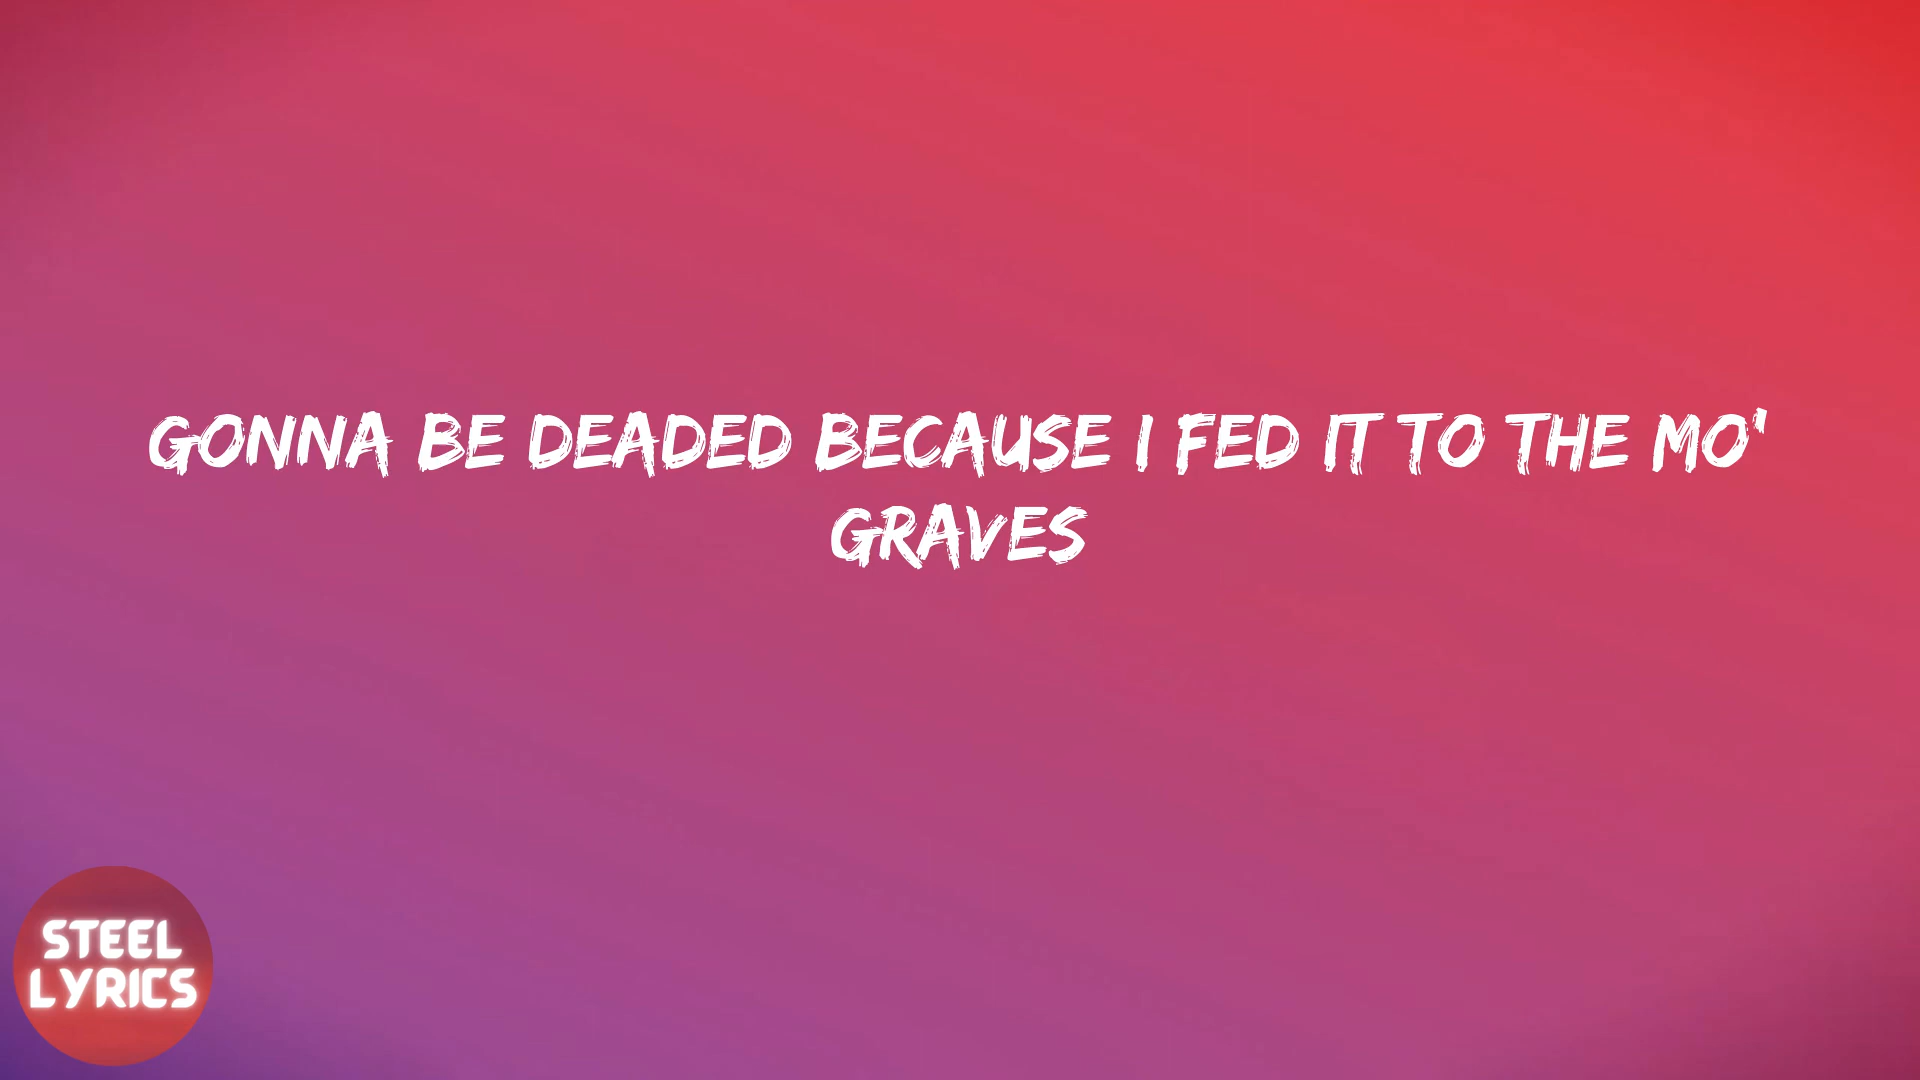 GONNA BE DEADED BECAUSE I FED IT TO THE MO'
GRAVES
STEEL
LYRICS